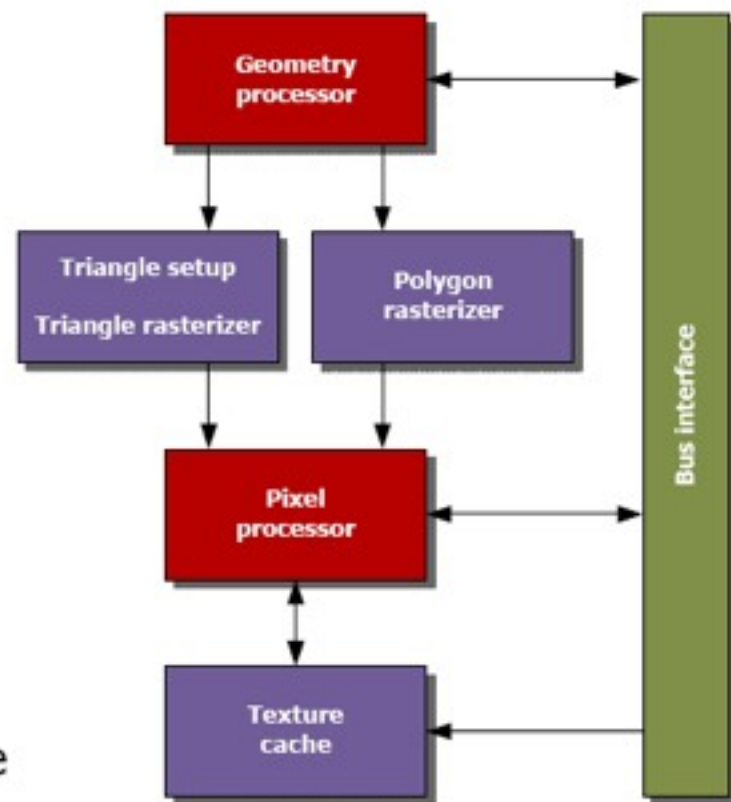 Geometry
processor
Triangle setup
Triangle rasterizer
Polygon
rasterizer
Bus interface
Pixel
processor
Texture
cache
e